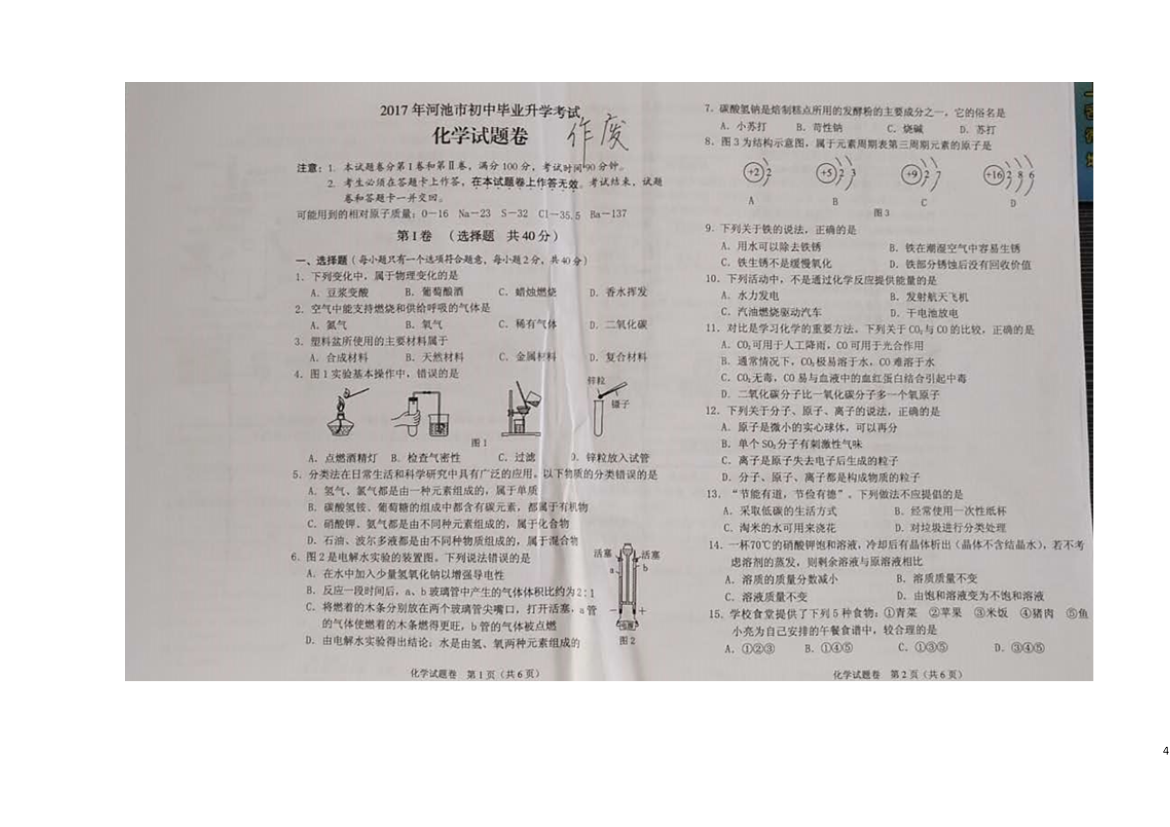 2017年河池市初中毕业升学考试
化学试题卷
作废
注意：1. 本试题卷分第Ⅰ卷和第Ⅱ卷，满分100分，考试时间90分钟。
2. 考生必须在答题卡上作答，在本试题卷上作答无效。考试结束，试题
卷和答题卡一并交回。
可能用到的相对原子质量：O—16 Na—23 S—32 Cl—35.5 Ba—137
第Ⅰ卷 （选择题 共40分）
一、选择题（每小题只有一个选项符合题意，每小题2分，共40分）
1. 下列变化中，属于物理变化的是
A. 豆浆变酸 B. 葡萄酿酒 C. 蜡烛燃烧 D. 香水挥发
2. 空气中能支持燃烧和供给呼吸的气体是
A. 氮气 B. 氧气 C. 稀有气体 D. 二氧化碳
3. 塑料盆所使用的主要材料属于
A. 合成材料 B. 天然材料 C. 金属材料 D. 复合材料
4. 图1实验基本操作中，错误的是
锌粒
镊子
图1
A. 点燃酒精灯 B. 检查气密性 C. 过滤 D. 锌粒放入试管
5. 分类法在日常生活和科学研究中具有广泛的应用。以下物质的分类错误的是
A. 氢气、氯气都是由一种元素组成的，属于单质
B. 碳酸氢铵、葡萄糖的组成中都含有碳元素，都属于有机物
C. 硝酸钾、氨气都是由不同种元素组成的，属于化合物
D. 石油、波尔多液都是由不同种物质组成的，属于混合物
6. 图2是电解水实验的装置图。下列说法错误的是
A. 在水中加入少量氢氧化钠以增强导电性
B. 反应一段时间后，a、b玻璃管中产生的气体体积比约为2：1
C. 将燃着的木条分别放在两个玻璃管尖嘴口，打开活塞，a管
的气体使燃着的木条燃得更旺，b管的气体被点燃
D. 由电解水实验得出结论：水是由氢、氧两种元素组成的
活塞 活塞
a b
－ ＋
电源
图2
化学试题卷 第1页（共6页）
7. 碳酸氢钠是焙制糕点所用的发酵粉的主要成分之一，它的俗名是
A. 小苏打 B. 苛性钠 C. 烧碱 D. 苏打
8. 图3为结构示意图，属于元素周期表第三周期元素的原子是
+2 2 +5 2 3 +9 2 7 +16 2 8 6
A B C D
图3
9. 下列关于铁的说法，正确的是
A. 用水可以除去铁锈 B. 铁在潮湿空气中容易生锈
C. 铁生锈不是缓慢氧化 D. 铁部分锈蚀后没有回收价值
10. 下列活动中，不是通过化学反应提供能量的是
A. 水力发电 B. 发射航天飞机
C. 汽油燃烧驱动汽车 D. 干电池放电
11. 对比是学习化学的重要方法。下列关于CO₂与CO的比较，正确的是
A. CO₂可用于人工降雨，CO可用于光合作用
B. 通常情况下，CO₂极易溶于水，CO难溶于水
C. CO₂无毒，CO易与血液中的血红蛋白结合引起中毒
D. 二氧化碳分子比一氧化碳分子多一个氧原子
12. 下列关于分子、原子、离子的说法，正确的是
A. 原子是微小的实心球体，可以再分
B. 单个SO₂分子有刺激性气味
C. 离子是原子失去电子后生成的粒子
D. 分子、原子、离子都是构成物质的粒子
13. “节能有道，节俭有德”。下列做法不应提倡的是
A. 采取低碳的生活方式 B. 经常使用一次性纸杯
C. 淘米的水可用来浇花 D. 对垃圾进行分类处理
14. 一杯70℃的硝酸钾饱和溶液，冷却后有晶体析出（晶体不含结晶水），若不考
虑溶剂的蒸发，则剩余溶液与原溶液相比
A. 溶质的质量分数减小 B. 溶质质量不变
C. 溶液质量不变 D. 由饱和溶液变为不饱和溶液
15. 学校食堂提供了下列5种食物：①青菜 ②苹果 ③米饭 ④猪肉 ⑤鱼
小亮为自己安排的午餐食谱中，较合理的是
A. ①②③ B. ①④⑤ C. ①③⑤ D. ③④⑤
化学试题卷 第2页（共6页）
4